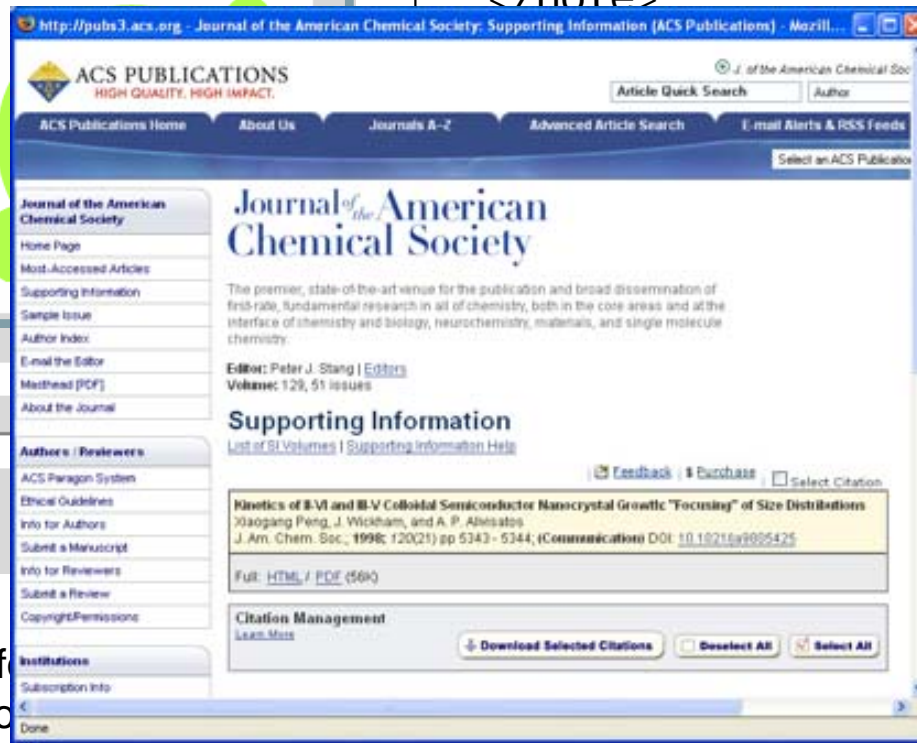 </note>
http://pubs3.acs.org - Journal of the American Chemical Society: Supporting Information (ACS Publications) - Mozill...
ACS PUBLICATIONS
HIGH QUALITY. HIGH IMPACT.
J. of the American Chemical Soc
Article Quick Search
Author
ACS Publications Home
About Us
Journals A-Z
Advanced Article Search
E-mail Alerts & RSS Feeds
Select an ACS Publication
Journal of the American
Chemical Society
Home Page
Most-Accessed Articles
Supporting Information
Sample Issue
Author Index
E-mail the Editor
Masthead [PDF]
About the Journal
Authors / Reviewers
ACS Paragon System
Ethical Guidelines
Info for Authors
Submit a Manuscript
Info for Reviewers
Submit a Review
Copyright/Permissions
Institutions
Subscription Info
Journal of the American
Chemical Society
The premier, state-of-the-art venue for the publication and broad dissemination of
first-rate, fundamental research in all of chemistry, both in the core areas and at the
interface of chemistry and biology, neurochemistry, materials, and single molecule
chemistry.
Editor: Peter J. Stang | Editors
Volume: 129, 51 issues
Supporting Information
List of SI Volumes | Supporting Information Help
Feedback | $ Purchase | Select Citation
Kinetics of II-VI and III-V Colloidal Semiconductor Nanocrystal Growth: "Focusing" of Size Distributions
Xiaogang Peng, J. Wickham, and A. P. Alivisatos
J. Am. Chem. Soc., 1998; 120(21) pp 5343 - 5344; (Communication) DOI:
Full: HTML / PDF (56K)
Citation Management
Learn More
Download Selected Citations
Deselect All
Select All
Done